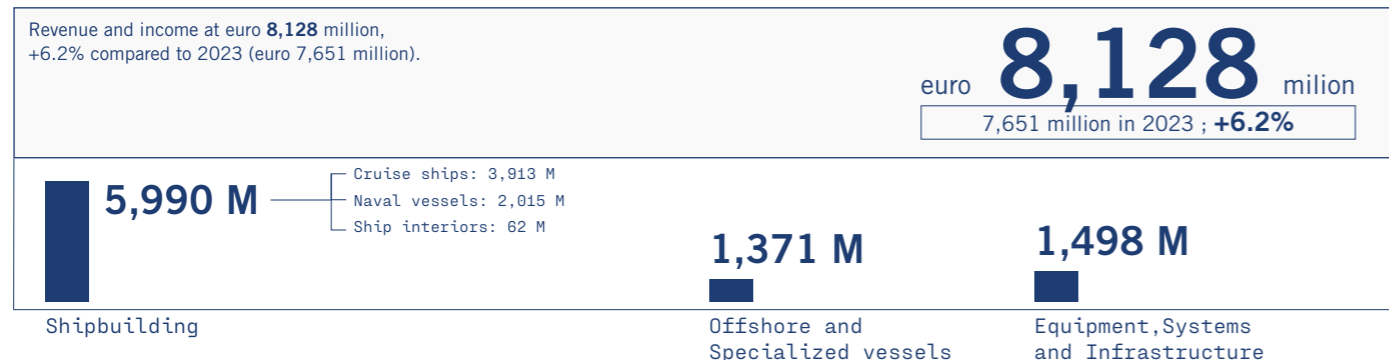 Revenue and income at euro 8,128 million,
+6.2% compared to 2023 (euro 7,651 million).
euro 8,128 milion
7,651 million in 2023 ; +6.2%
5,990 M
Cruise ships: 3,913 M
Naval vessels: 2,015 M
Ship interiors: 62 M
1,371 M
1,498 M
Shipbuilding
Offshore and
Specialized vessels
Equipment,Systems
and Infrastructure